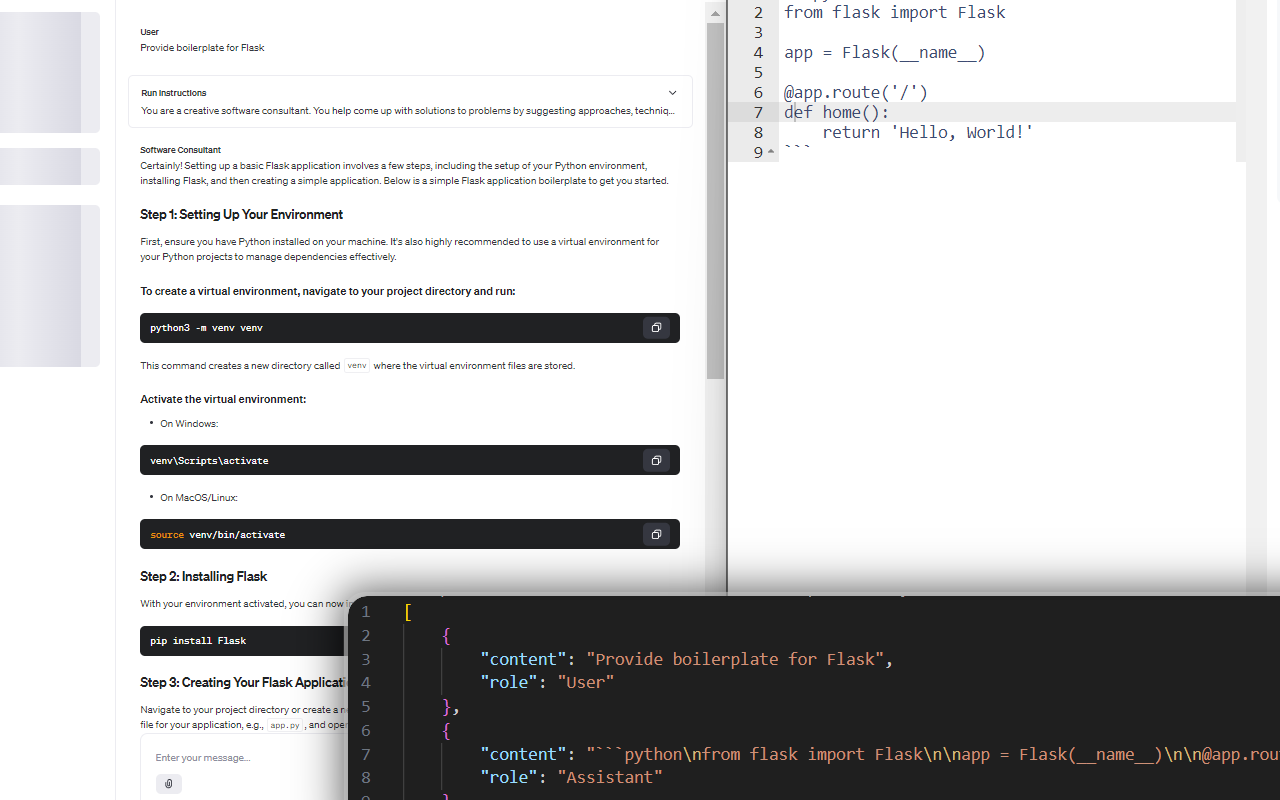 User
Provide boilerplate for Flask
Run instructions
You are a creative software consultant. You help come up with solutions to problems by suggesting approaches, techniq...
Software Consultant
Certainly! Setting up a basic Flask application involves a few steps, including the setup of your Python environment,
installing Flask, and then creating a simple application. Below is a simple Flask application boilerplate to get you started.
Step 1: Setting Up Your Environment
First, ensure you have Python installed on your machine. It's also highly recommended to use a virtual environment for
your Python projects to manage dependencies effectively.
To create a virtual environment, navigate to your project directory and run:
python3 -m venv venv
This command creates a new directory called venv where the virtual environment files are stored.
Activate the virtual environment:
• On Windows:
venv\Scripts\activate
• On MacOS/Linux:
source venv/bin/activate
Step 2: Installing Flask
With your environment activated, you can now
pip install Flask
Step 3: Creating Your Flask Applicati
Navigate to your project directory or create a
file for your application, e.g., app.py, and open
Enter your message...
2 from flask import Flask
3
4 app = Flask(__name__)
5
6 @app.route('/')
7 def home():
8     return 'Hello, World!'
9 ```
1 [
2     {
3         "content": "Provide boilerplate for Flask",
4         "role": "User"
5     },
6     {
7         "content": "```python\nfrom flask import Flask\n\napp = Flask(__name__)\n\n@app.rou
8         "role": "Assistant"